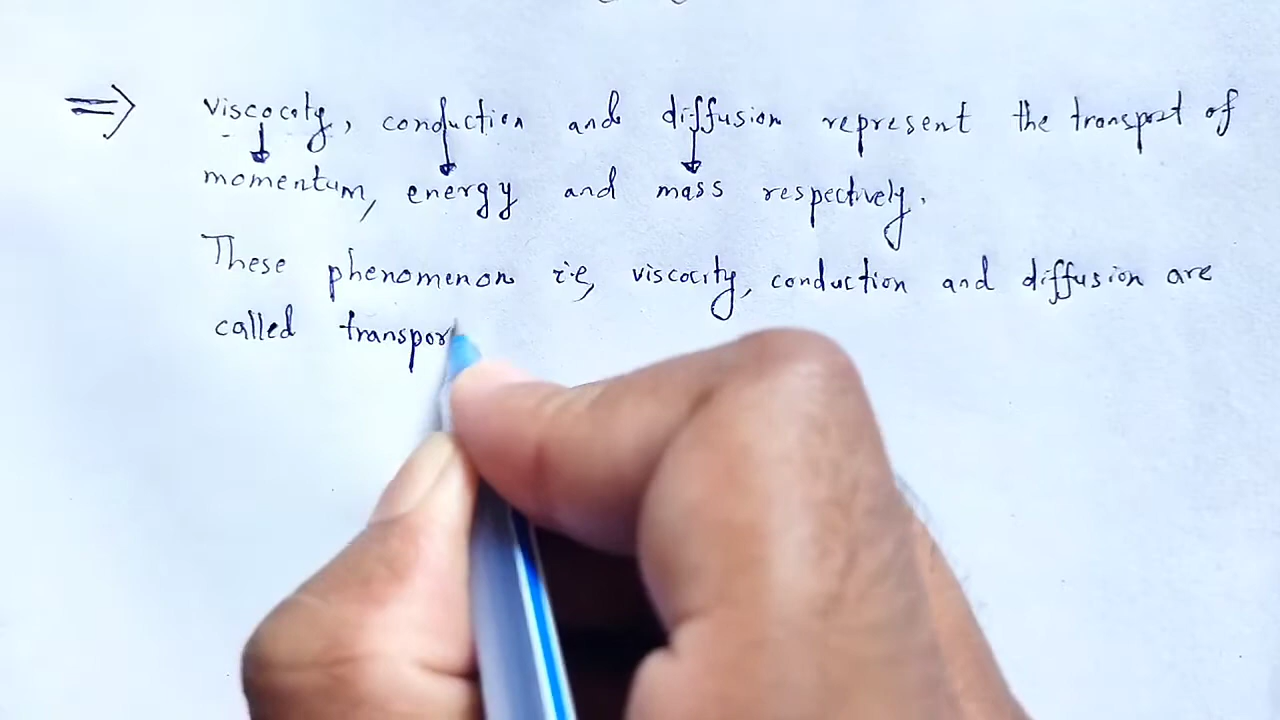 ⇒ viscocoty, conduction and diffusion represent the transport of
momentum, energy and mass respectively.
These phenomenon i.e, viscocity, conduction and diffusion are
called transpor